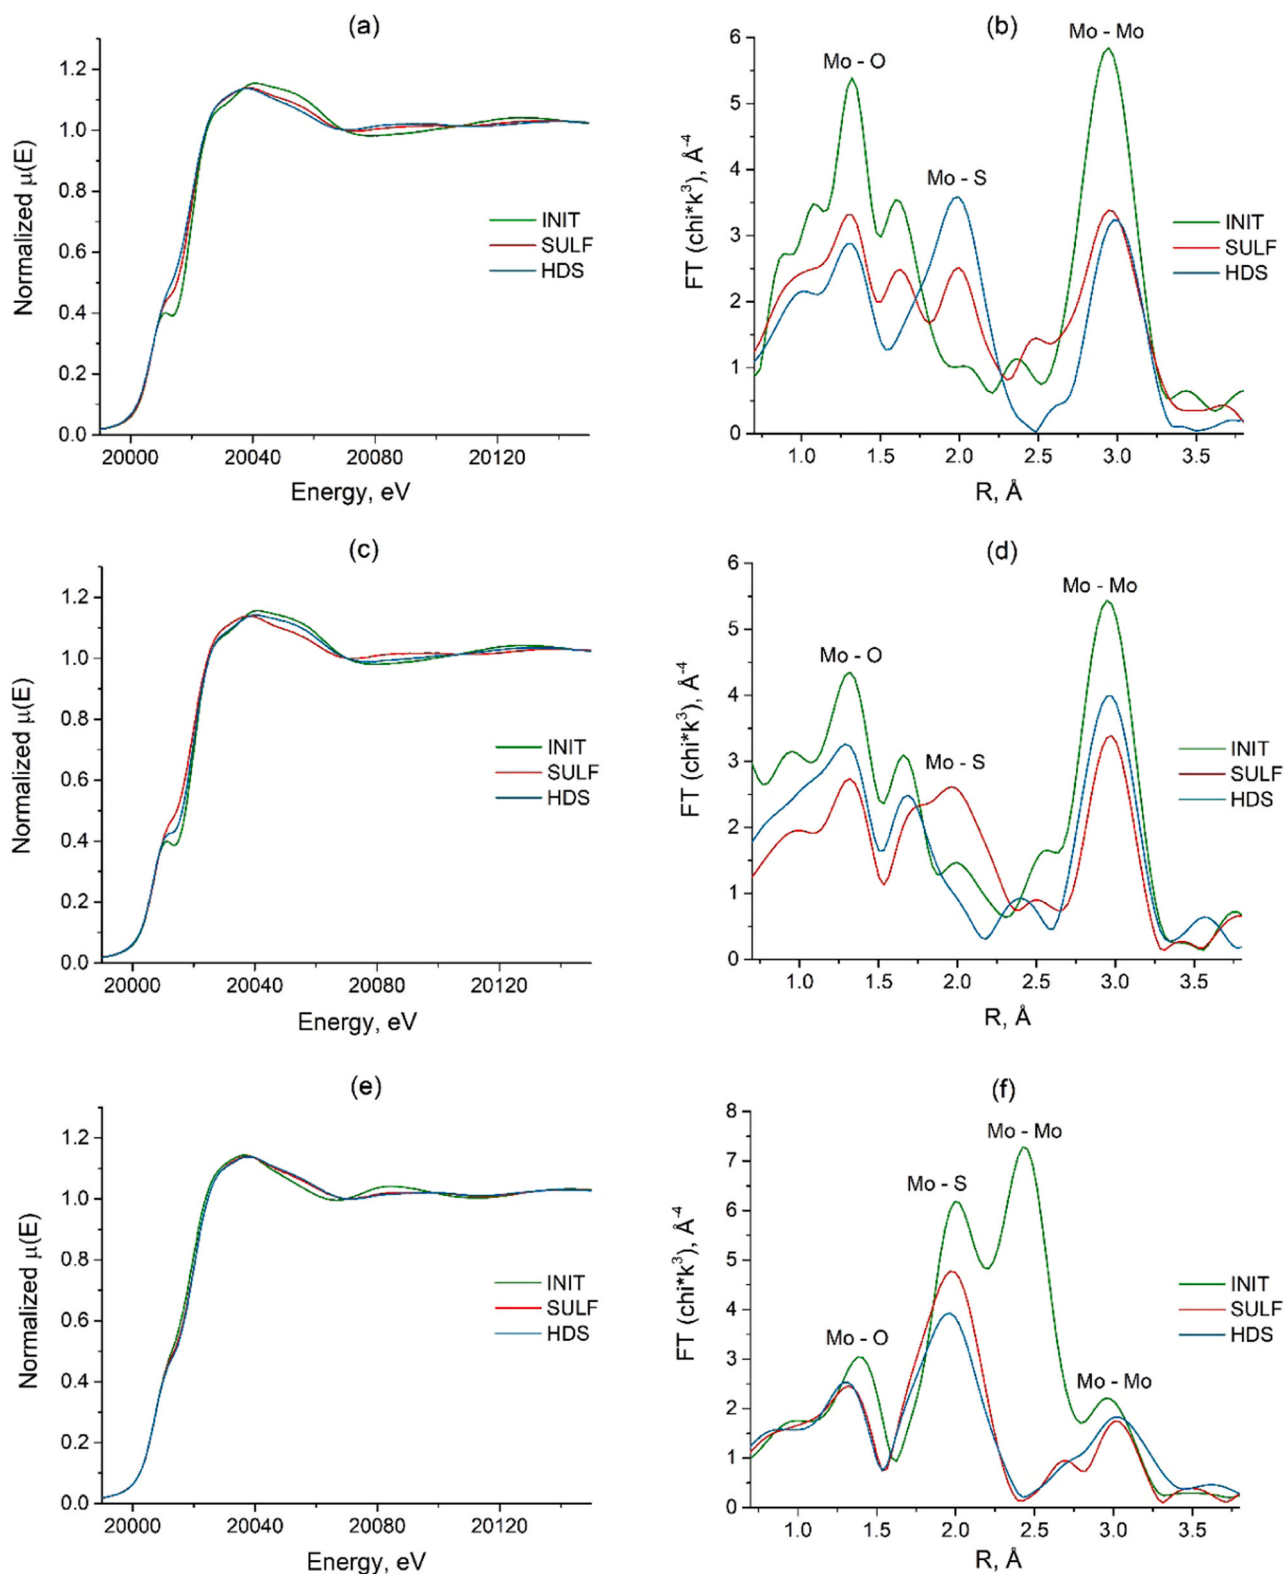 (a)
1.2
1.0
0.8
0.6
0.4
0.2
0.0
Normalized μ(E)
INIT
SULF
HDS
20000 20040 20080 20120
Energy, eV
(b)
6
5
4
3
2
1
0
FT (chi*k³), Å⁻⁴
Mo - O
Mo - S
Mo - Mo
INIT
SULF
HDS
1.0 1.5 2.0 2.5 3.0 3.5
R, Å
(c)
1.2
1.0
0.8
0.6
0.4
0.2
0.0
Normalized μ(E)
INIT
SULF
HDS
20000 20040 20080 20120
Energy, eV
(d)
6
5
4
3
2
1
0
FT (chi*k³), Å⁻⁴
Mo - O
Mo - S
Mo - Mo
INIT
SULF
HDS
1.0 1.5 2.0 2.5 3.0 3.5
R, Å
(e)
1.2
1.0
0.8
0.6
0.4
0.2
0.0
Normalized μ(E)
INIT
SULF
HDS
20000 20040 20080 20120
Energy, eV
(f)
8
7
6
5
4
3
2
1
0
FT (chi*k³), Å⁻⁴
Mo - O
Mo - S
Mo - Mo
Mo - Mo
INIT
SULF
HDS
1.0 1.5 2.0 2.5 3.0 3.5
R, Å